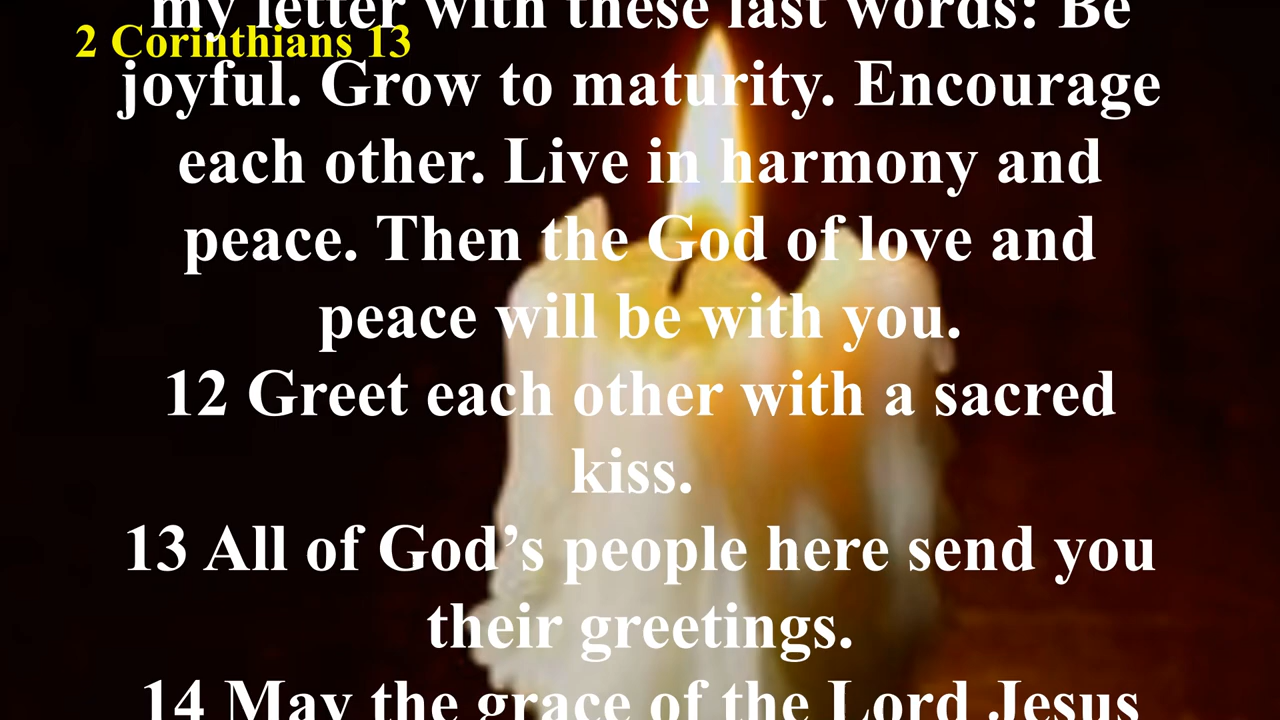 my letter with these last words: Be
2 Corinthians 13
joyful. Grow to maturity. Encourage
each other. Live in harmony and
peace. Then the God of love and
peace will be with you.
12 Greet each other with a sacred
kiss.
13 All of God’s people here send you
their greetings.
14 May the grace of the Lord Jesus